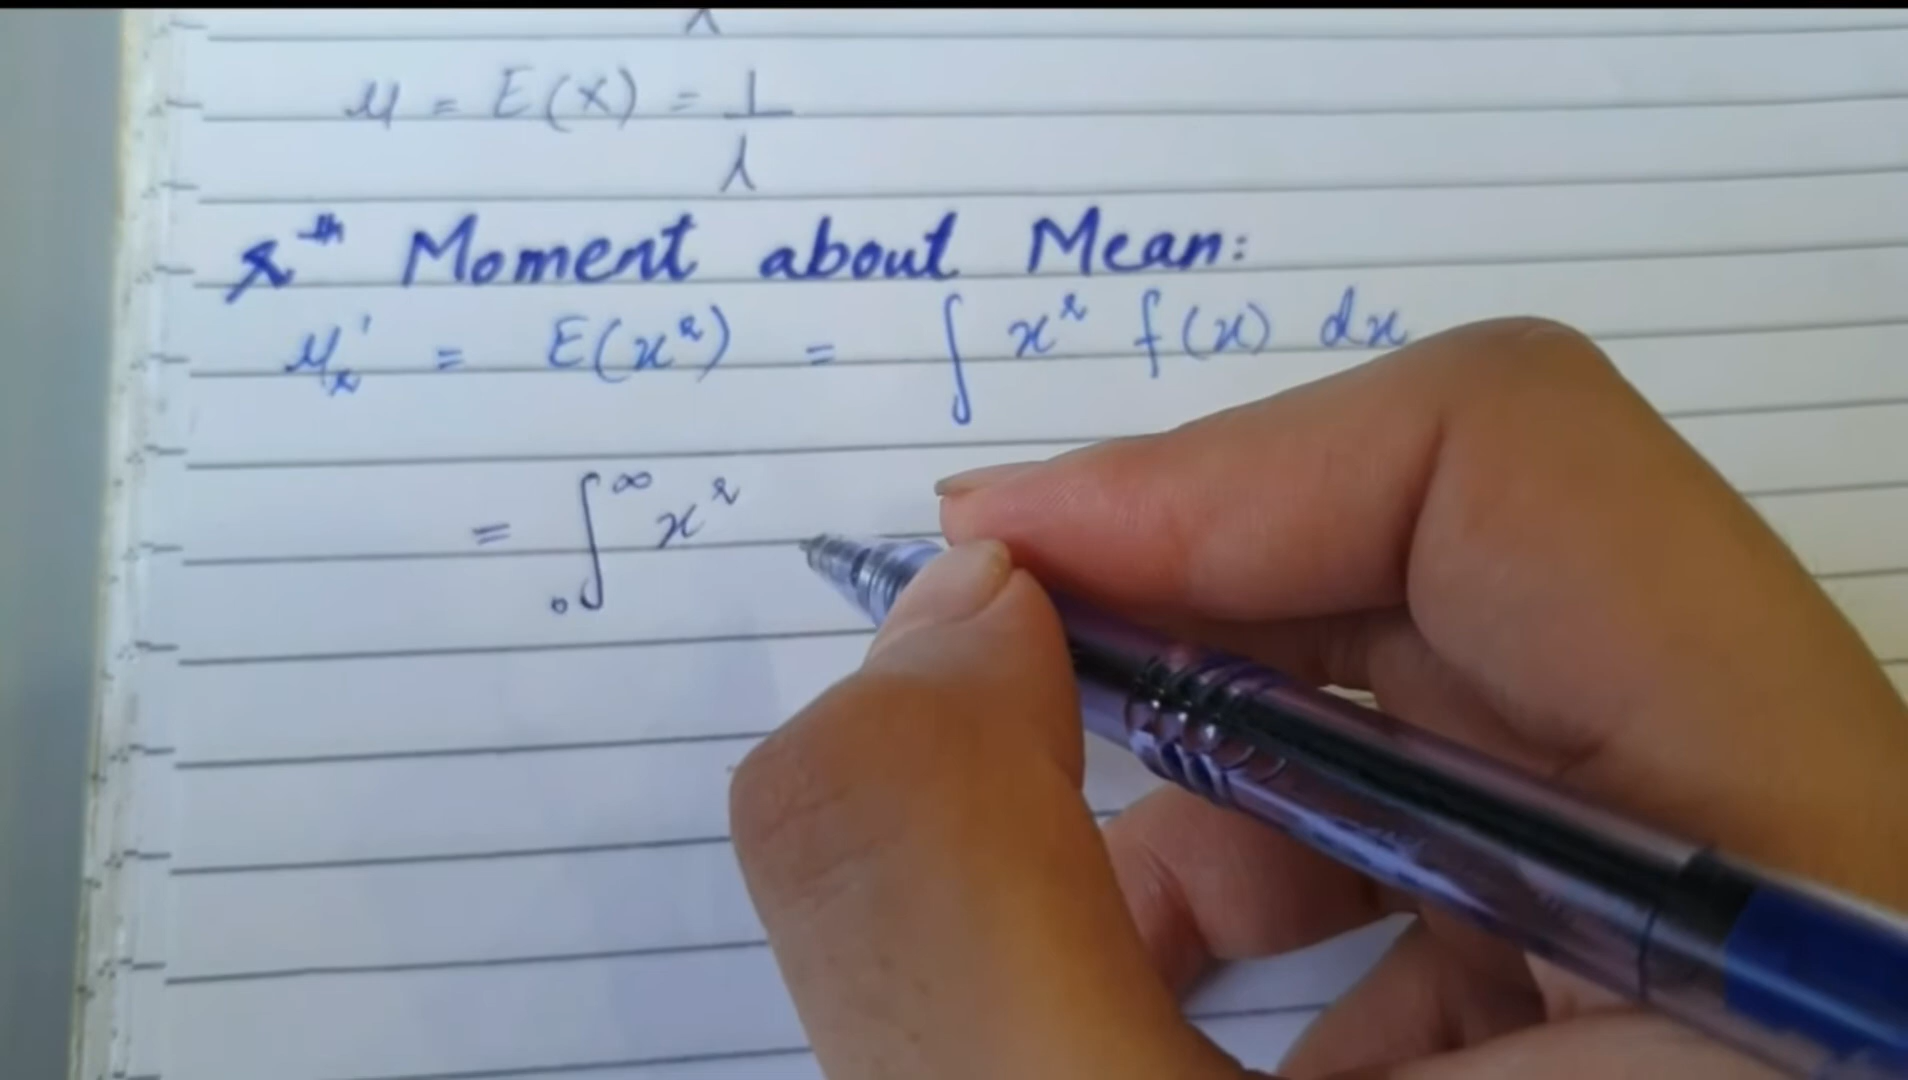 μ = E(X) = 1/λ
rᵗʰ Moment about Mean:
μᵣ' = E(xʳ) = ∫ xʳ f(x) dx
= ∫₀^∞ xʳ